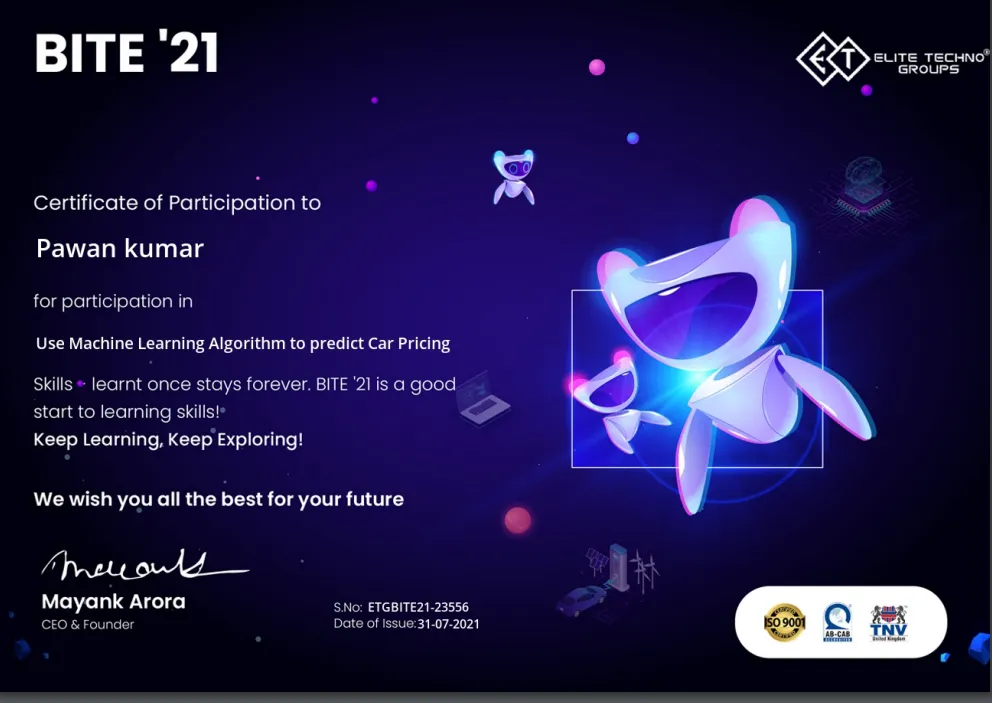 BITE '21
ELITE TECHNO®
GROUPS
Certificate of Participation to
Pawan kumar
for participation in
Use Machine Learning Algorithm to predict Car Pricing
Skills learnt once stays forever. BITE '21 is a good
start to learning skills!
Keep Learning, Keep Exploring!
We wish you all the best for your future
Mayank Arora
CEO & Founder
S.No: ETGBITE21-23556
Date of Issue:31-07-2021
ISO 9001
AB-CAB
ACCREDITED
TNV
United Kingdom